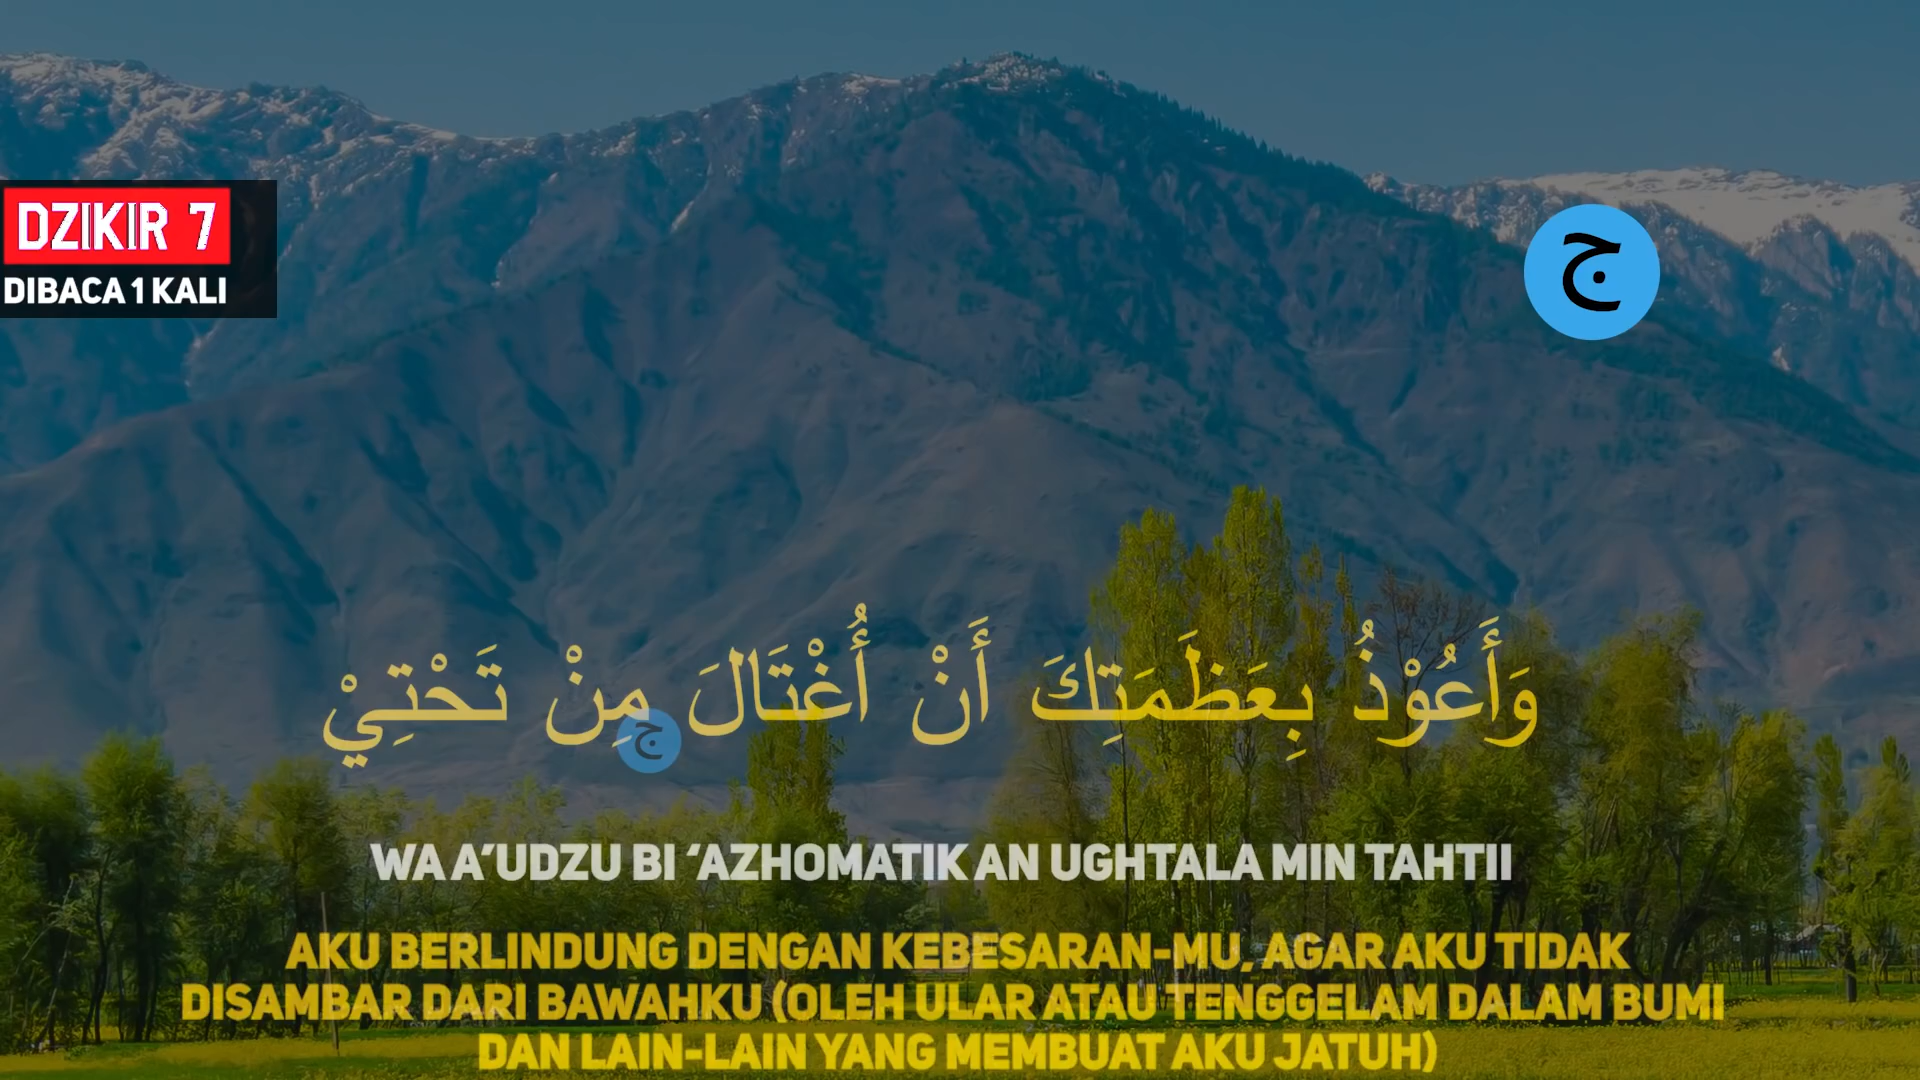 DZIKIR 7
DIBACA 1 KALI
ج
وَأَعُوْذُ بِعَظَمَتِكَ أَنْ أُغْتَالَ مِنْ تَحْتِيْ
ج
WA A’UDZU BI ‘AZHOMATIK AN UGHTALA MIN TAHTII
AKU BERLINDUNG DENGAN KEBESARAN-MU, AGAR AKU TIDAK
DISAMBAR DARI BAWAHKU (OLEH ULAR ATAU TENGGELAM DALAM BUMI
DAN LAIN-LAIN YANG MEMBUAT AKU JATUH)